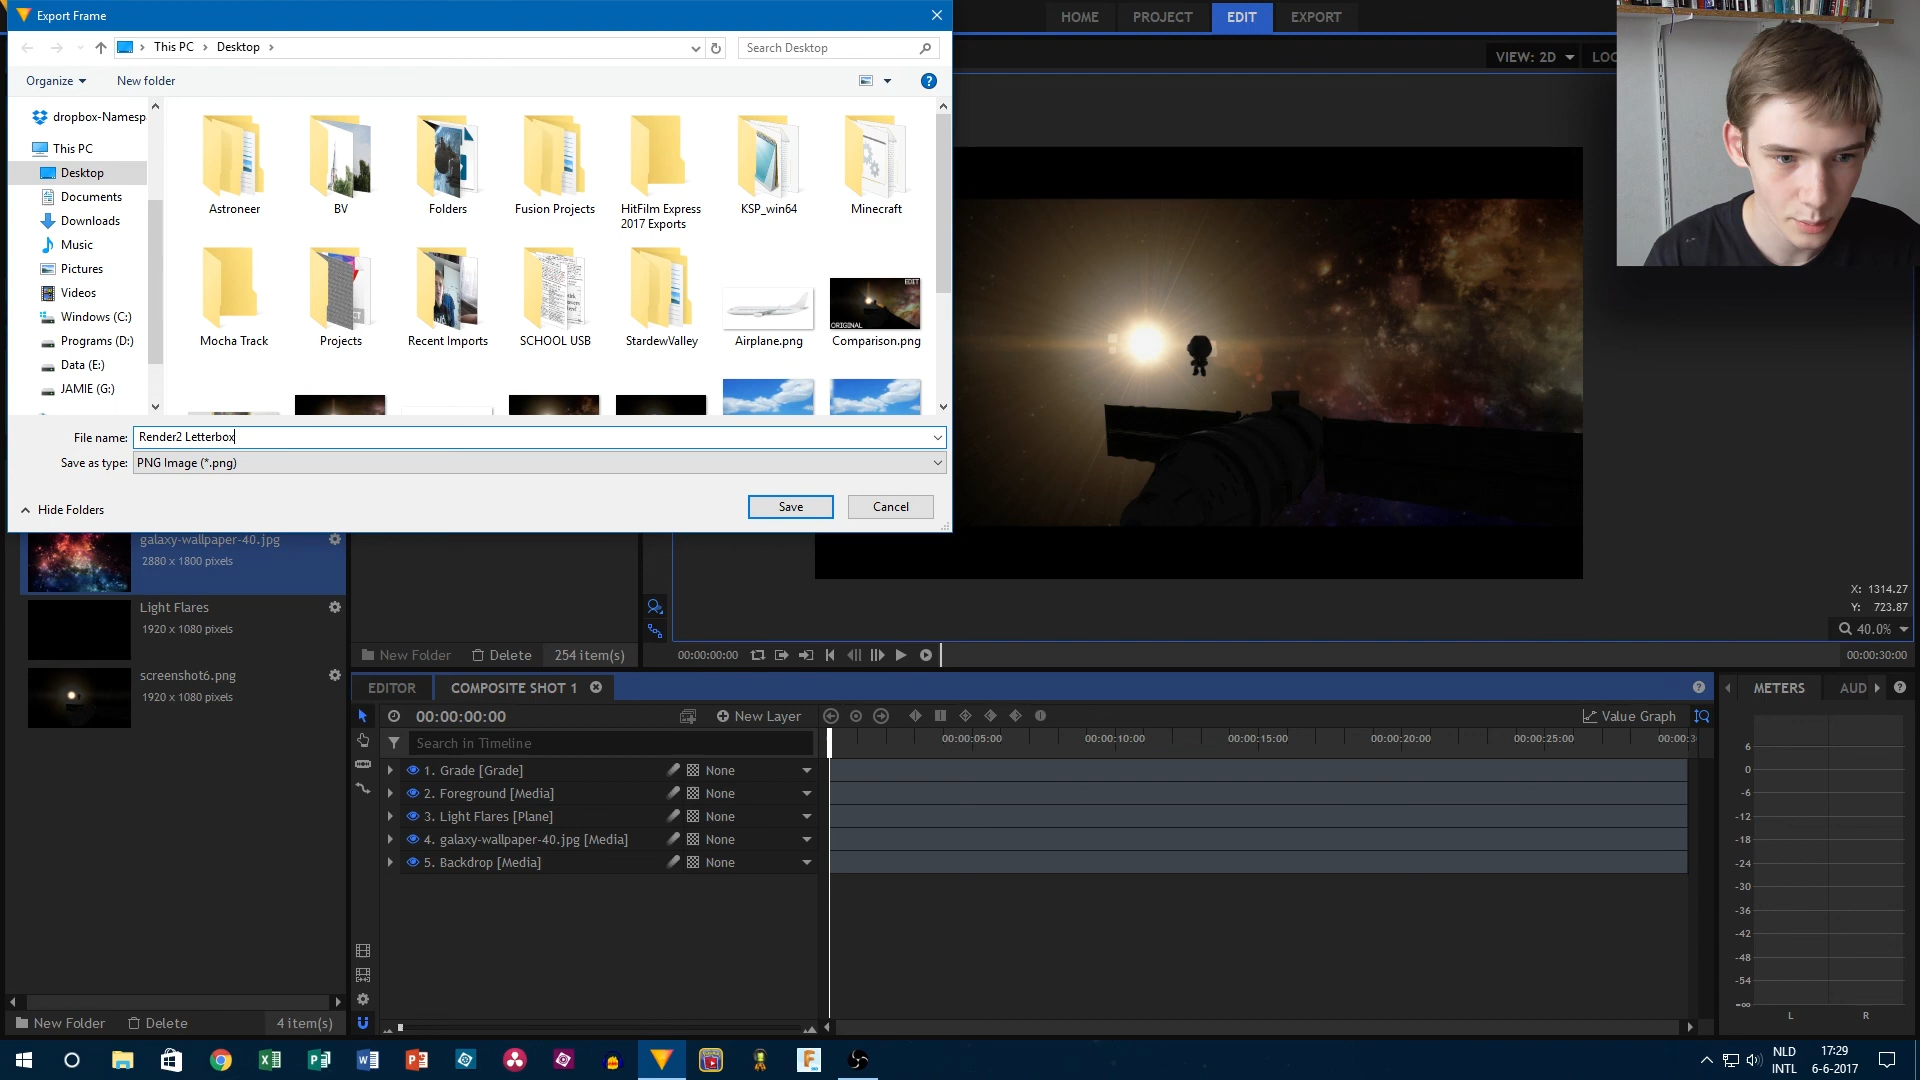 Export Frame
HOME
PROJECT
EDIT
EXPORT
This PC
Desktop
Search Desktop
VIEW: 2D
LOC
Organize
New folder
dropbox-Namesp
This PC
Desktop
Documents
Downloads
Music
Pictures
Videos
Windows (C:)
Programs (D:)
Data (E:)
JAMIE (G:)
Astroneer
BV
Folders
Fusion Projects
HitFilm Express
2017 Exports
KSP_win64
Minecraft
EDIT
ORIGINAL
Mocha Track
Projects
Recent Imports
SCHOOL USB
StardewValley
Airplane.png
Comparison.png
File name:
Render2 Letterbox
Save as type:
PNG Image (*.png)
Hide Folders
Save
Cancel
galaxy-wallpaper-40.jpg
2880 x 1800 pixels
Light Flares
1920 x 1080 pixels
screenshot6.png
1920 x 1080 pixels
X: 1314.27
Y: 723.87
40.0%
New Folder
Delete
254 item(s)
00:00:00:00
00:00:30:00
EDITOR
COMPOSITE SHOT 1
METERS
AUD
00:00:00:00
New Layer
Value Graph
Search in Timeline
00:00:05:00
00:00:10:00
00:00:15:00
00:00:20:00
00:00:25:00
00:00:3
1. Grade [Grade]
None
2. Foreground [Media]
None
3. Light Flares [Plane]
None
4. galaxy-wallpaper-40.jpg [Media]
None
5. Backdrop [Media]
None
6
0
-6
-12
-18
-24
-30
-36
-42
-48
-54
-∞
L
R
New Folder
Delete
4 item(s)
NLD
INTL
17:29
6-6-2017